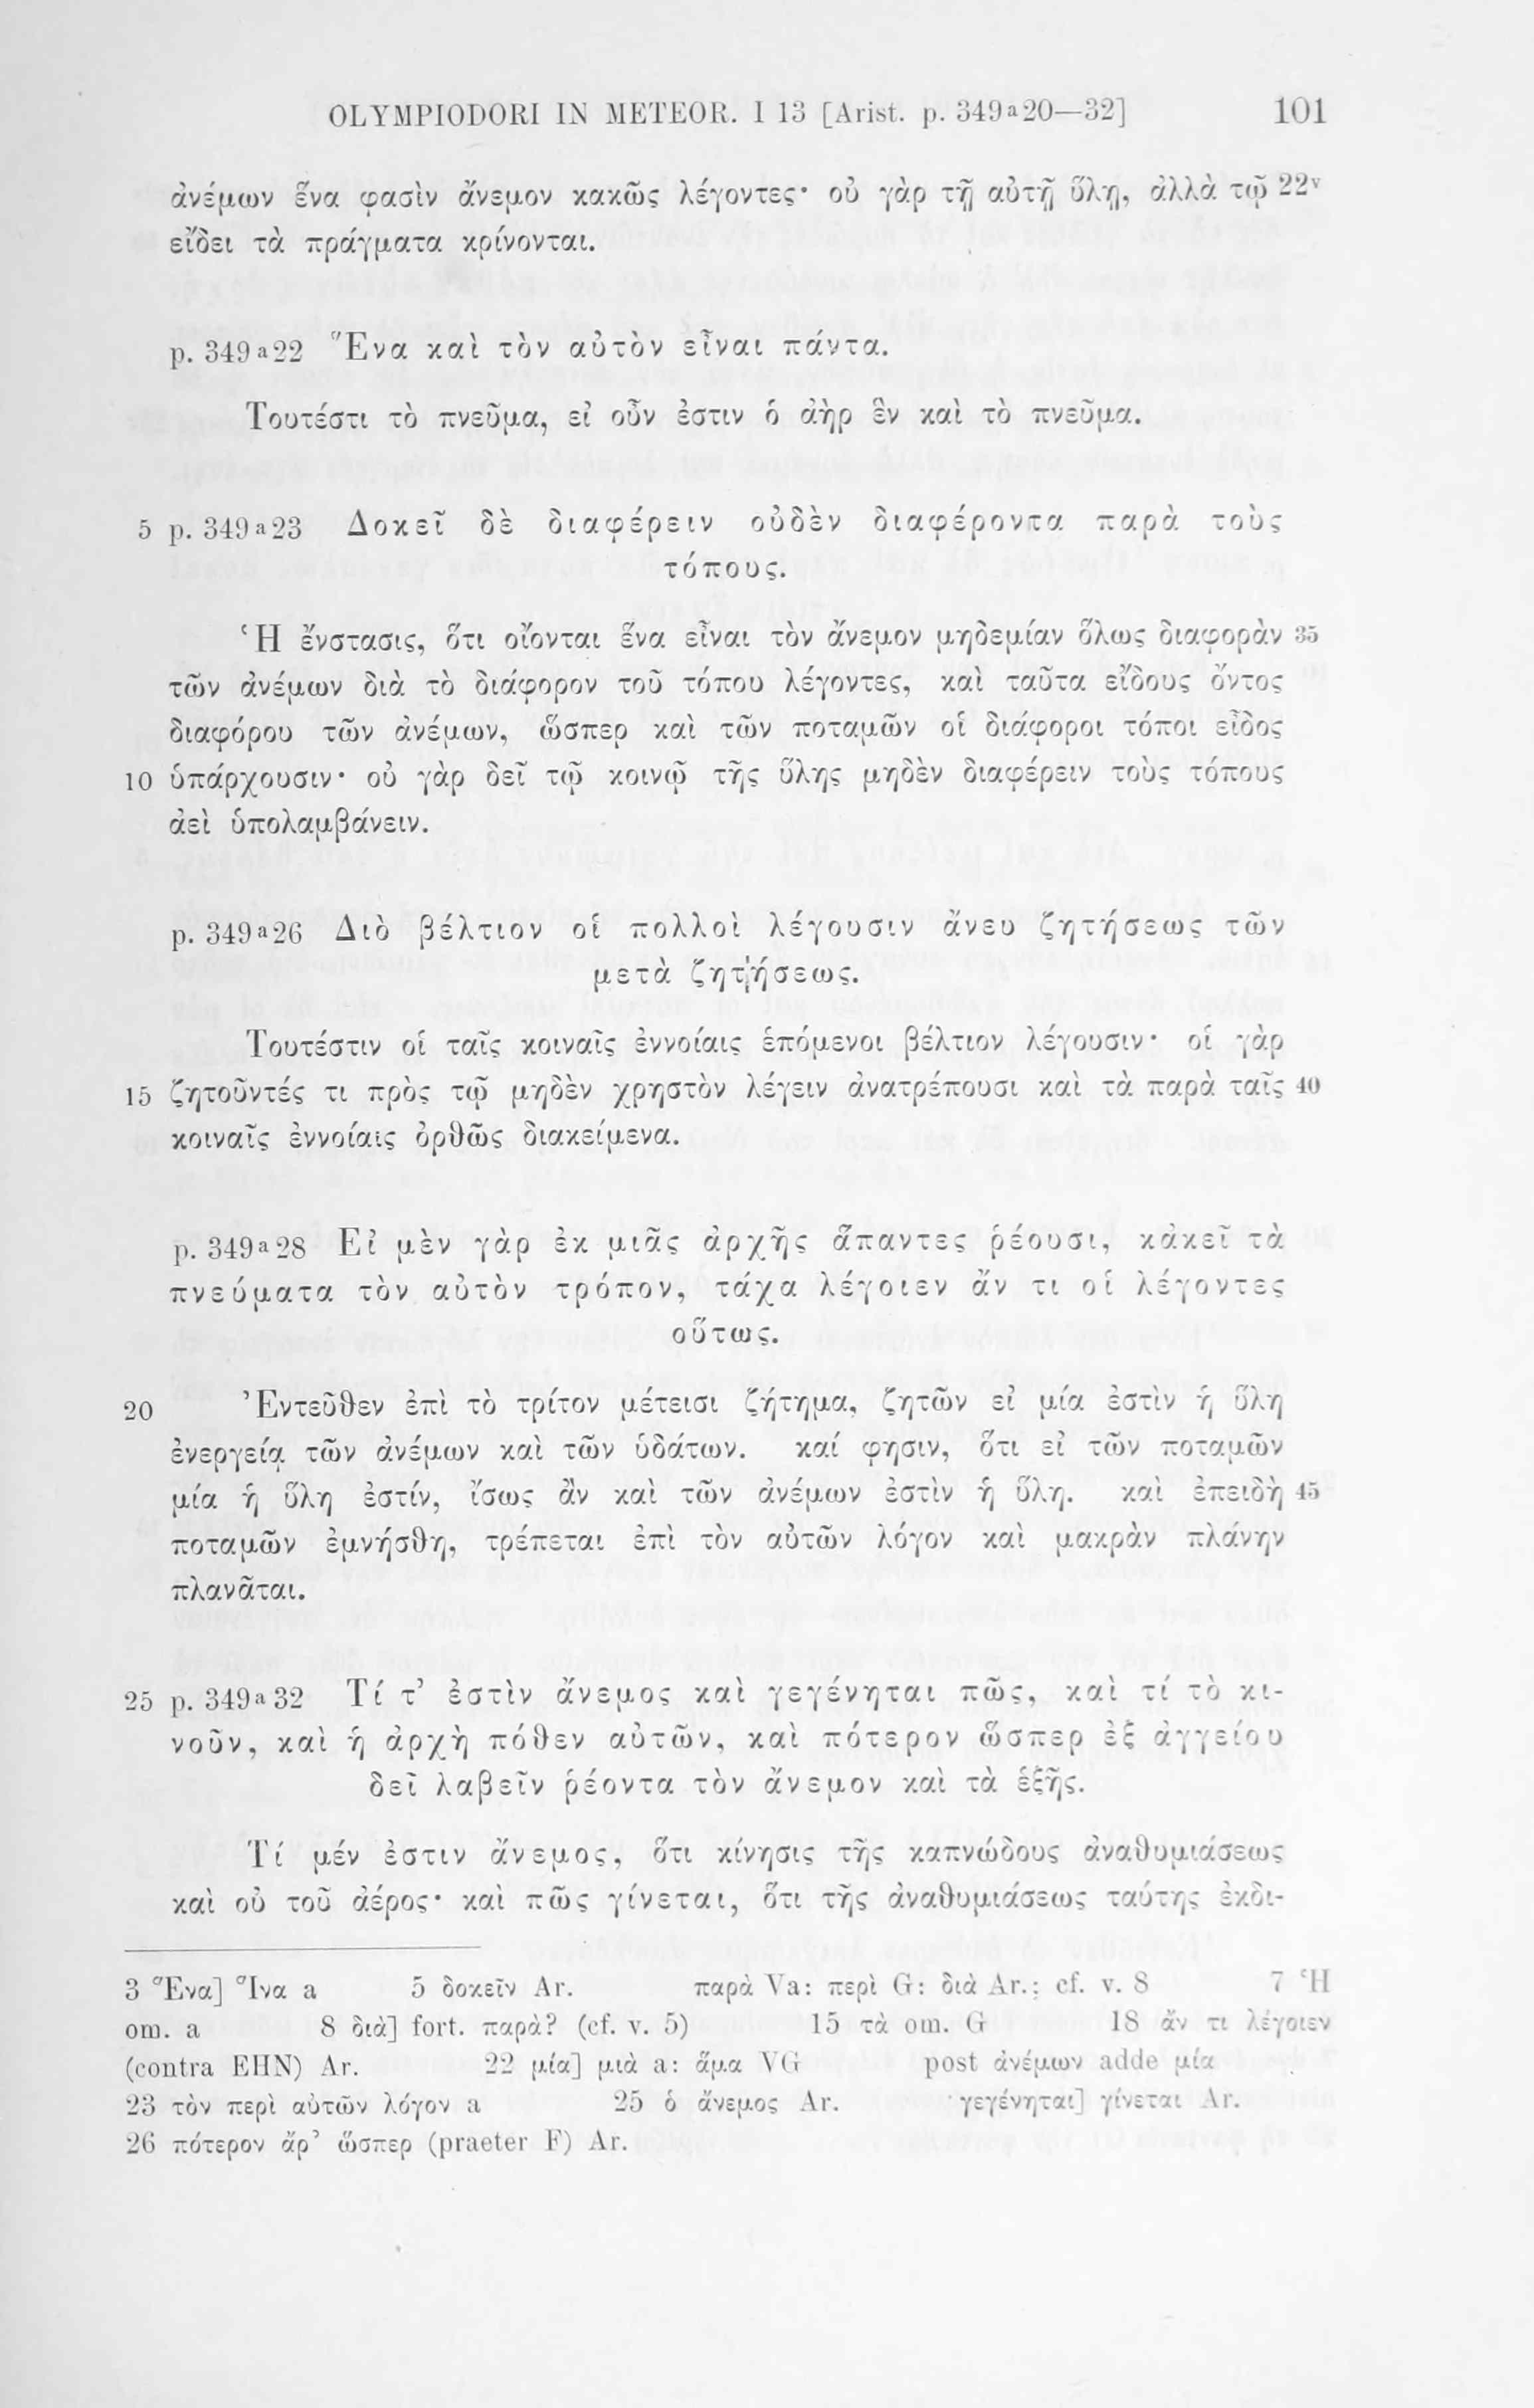 OLYMPIODORI IN METEOR. I 13 [Arist. p. 349a20—32] 101
ἀνέμων ἕνα φασὶν ἄνεμον κακῶς λέγοντες· οὐ γὰρ τῇ αὐτῇ ὕλῃ, ἀλλὰ τῷ 22v
εἴδει τὰ πράγματα κρίνονται.
p. 349a22 Ἕνα καὶ τὸν αὐτὸν εἶναι πάντα.
Τουτέστι τὸ πνεῦμα, εἰ οὖν ἐστιν ὁ ἀὴρ ἓν καὶ τὸ πνεῦμα.
5 p. 349a23 Δοκεῖ δὲ διαφέρειν οὐδὲν διαφέροντα παρὰ τοὺς
τόπους.
Ἡ ἔνστασις, ὅτι οἴονται ἕνα εἶναι τὸν ἄνεμον μηδεμίαν ὅλως διαφορὰν 35
τῶν ἀνέμων διὰ τὸ διάφορον τοῦ τόπου λέγοντες, καὶ ταῦτα εἴδους ὄντος
διαφόρου τῶν ἀνέμων, ὥσπερ καὶ τῶν ποταμῶν οἱ διάφοροι τόποι εἶδος
10 ὑπάρχουσιν· οὐ γὰρ δεῖ τῷ κοινῷ τῆς ὕλης μηδὲν διαφέρειν τοὺς τόπους
ἀεὶ ὑπολαμβάνειν.
p. 349a26 Διὸ βέλτιον οἱ πολλοὶ λέγουσιν ἄνευ ζητήσεως τῶν
μετὰ ζητήσεως.
Τουτέστιν οἱ ταῖς κοιναῖς ἐννοίαις ἑπόμενοι βέλτιον λέγουσιν· οἱ γὰρ
15 ζητοῦντές τι πρὸς τῷ μηδὲν χρηστὸν λέγειν ἀνατρέπουσι καὶ τὰ παρὰ ταῖς 40
κοιναῖς ἐννοίαις ὀρθῶς διακείμενα.
p. 349a28 Εἰ μὲν γὰρ ἐκ μιᾶς ἀρχῆς ἅπαντες ῥέουσι, κἀκεῖ τὰ
πνεύματα τὸν αὐτὸν τρόπον, τάχα λέγοιεν ἄν τι οἱ λέγοντες
οὕτως.
20 Ἐντεῦθεν ἐπὶ τὸ τρίτον μέτεισι ζήτημα, ζητῶν εἰ μία ἐστὶν ἡ ὕλη
ἐνεργείᾳ τῶν ἀνέμων καὶ τῶν ὑδάτων. καί φησιν, ὅτι εἰ τῶν ποταμῶν
μία ἡ ὕλη ἐστίν, ἴσως ἂν καὶ τῶν ἀνέμων ἐστὶν ἡ ὕλη. καὶ ἐπειδὴ 45
ποταμῶν ἐμνήσθη, τρέπεται ἐπὶ τὸν αὐτῶν λόγον καὶ μακρὰν πλάνην
πλανᾶται.
25 p. 349a32 Τί τ’ ἐστὶν ἄνεμος καὶ γεγένηται πῶς, καὶ τί τὸ κι-
νοῦν, καὶ ἡ ἀρχὴ πόθεν αὐτῶν, καὶ πότερον ὥσπερ ἐξ ἀγγείου
δεῖ λαβεῖν ῥέοντα τὸν ἄνεμον καὶ τὰ ἑξῆς.
Τί μέν ἐστιν ἄνεμος, ὅτι κίνησις τῆς καπνώδους ἀναθυμιάσεως
καὶ οὐ τοῦ ἀέρος· καὶ πῶς γίνεται, ὅτι τῆς ἀναθυμιάσεως ταύτης ἐκδι-
3 Ἕνα] Ἵνα a 5 δοκεῖν Ar. παρὰ Va: περὶ G: διὰ Ar.: cf. v. 8 7 Ἡ
om. a 8 διὰ] fort. παρὰ? (cf. v. 5) 15 τὰ om. G 18 ἄν τι λέγοιεν
(contra EHN) Ar. 22 μία] μιὰ a: ἅμα VG post ἀνέμων adde μία
23 τὸν περὶ αὐτῶν λόγον a 25 ὁ ἄνεμος Ar. γεγένηται] γίνεται Ar.
26 πότερον ἆρ’ ὥσπερ (praeter F) Ar.